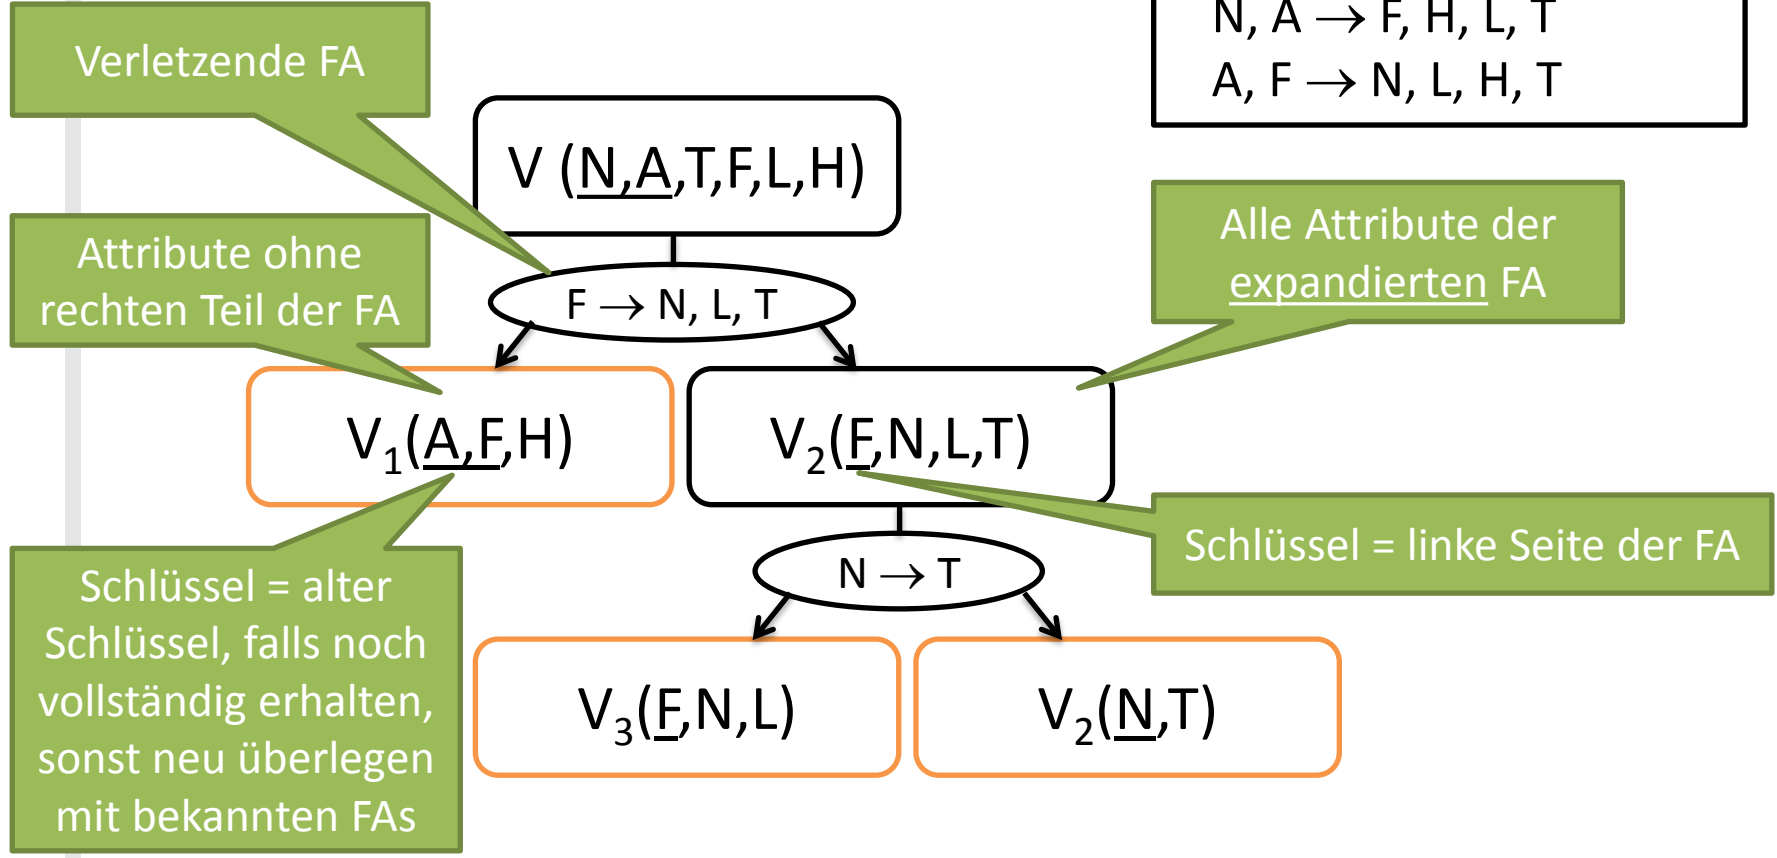 N, A → F, H, L, T
A, F → N, L, H, T
Verletzende FA
V (N,A,T,F,L,H)
Attribute ohne
rechten Teil der FA
Alle Attribute der
expandierten FA
F → N, L, T
V1(A,F,H)
V2(F,N,L,T)
Schlüssel = linke Seite der FA
N → T
Schlüssel = alter
Schlüssel, falls noch
vollständig erhalten,
sonst neu überlegen
mit bekannten FAs
V3(F,N,L)
V2(N,T)